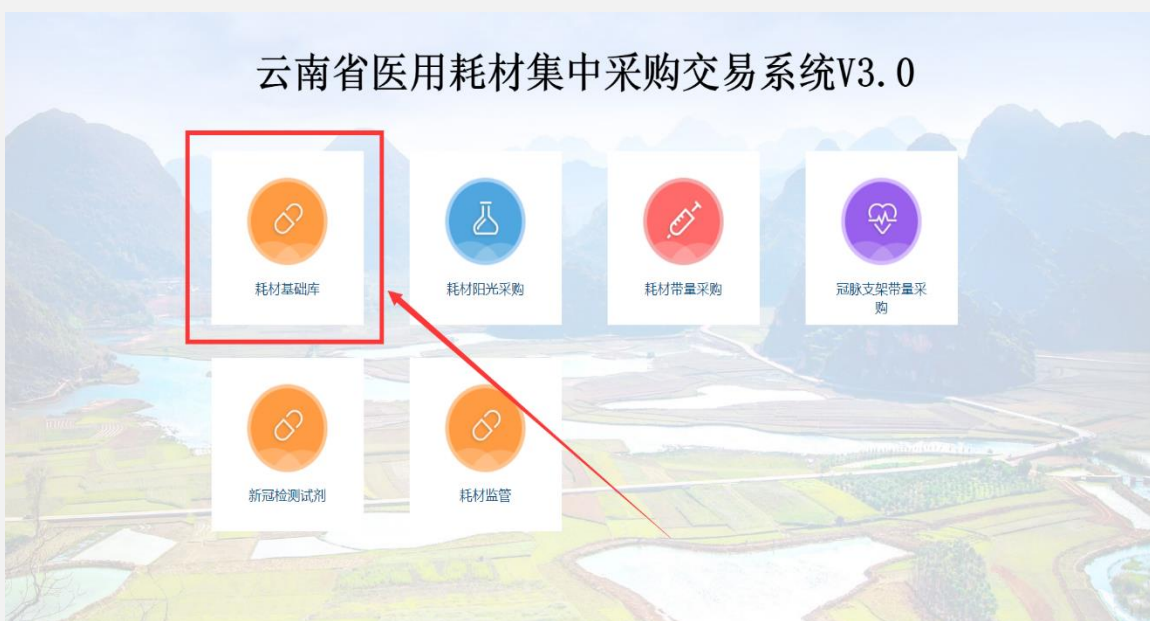 云南省医用耗材集中采购交易系统V3.0
耗材基础库
耗材阳光采购
耗材带量采购
冠脉支架带量采
购
新冠检测试剂
耗材监管